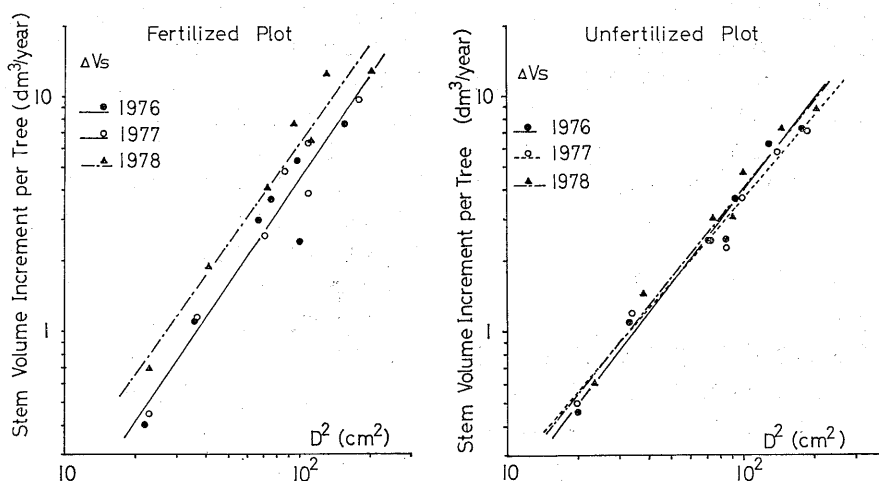 Fertilized Plot
Stem Volume Increment per Tree (dm³/year)
ΔVs
1976
1977
1978
10
1
D² (cm²)
10
10²
Unfertilized Plot
Stem Volume Increment per Tree (dm³/year)
ΔVs
1976
1977
1978
10
1
D² (cm²)
10
10²